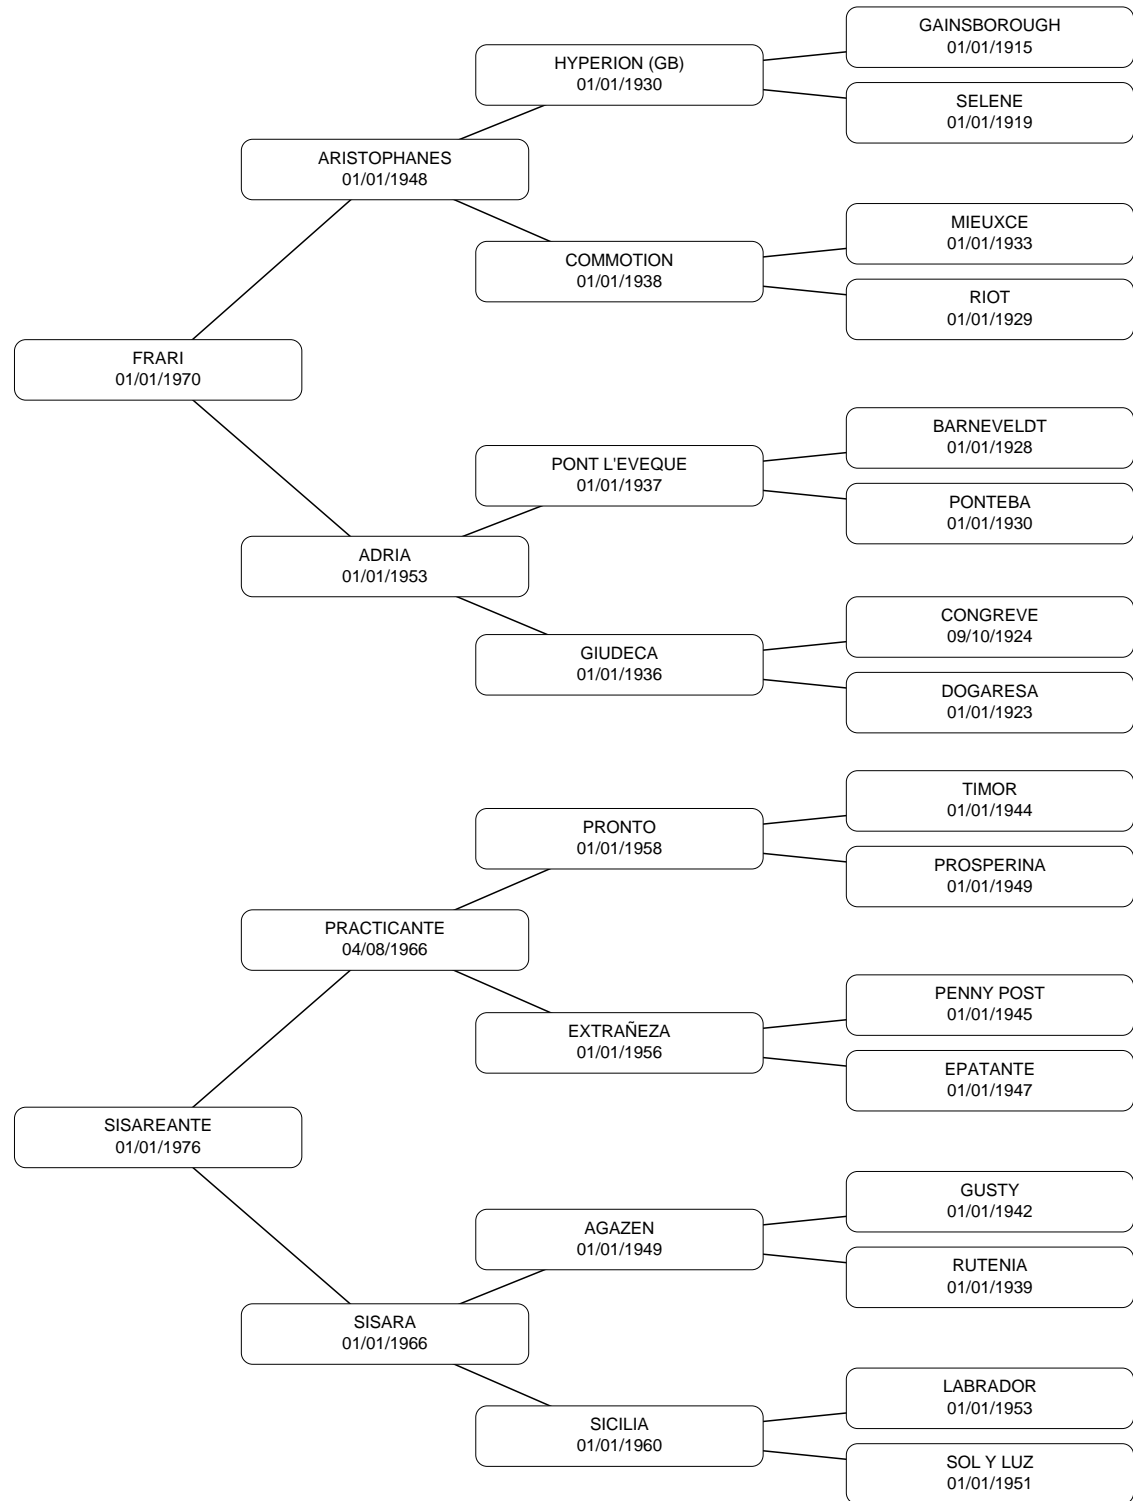 GAINSBOROUGH
01/01/1915
HYPERION (GB)
01/01/1930
SELENE
01/01/1919
ARISTOPHANES
01/01/1948
MIEUXCE
01/01/1933
COMMOTION
01/01/1938
RIOT
01/01/1929
FRARI
01/01/1970
BARNEVELDT
01/01/1928
PONT L'EVEQUE
01/01/1937
PONTEBA
01/01/1930
ADRIA
01/01/1953
CONGREVE
09/10/1924
GIUDECA
01/01/1936
DOGARESA
01/01/1923
TIMOR
01/01/1944
PRONTO
01/01/1958
PROSPERINA
01/01/1949
PRACTICANTE
04/08/1966
PENNY POST
01/01/1945
EXTRAÑEZA
01/01/1956
EPATANTE
01/01/1947
SISAREANTE
01/01/1976
GUSTY
01/01/1942
AGAZEN
01/01/1949
RUTENIA
01/01/1939
SISARA
01/01/1966
LABRADOR
01/01/1953
SICILIA
01/01/1960
SOL Y LUZ
01/01/1951